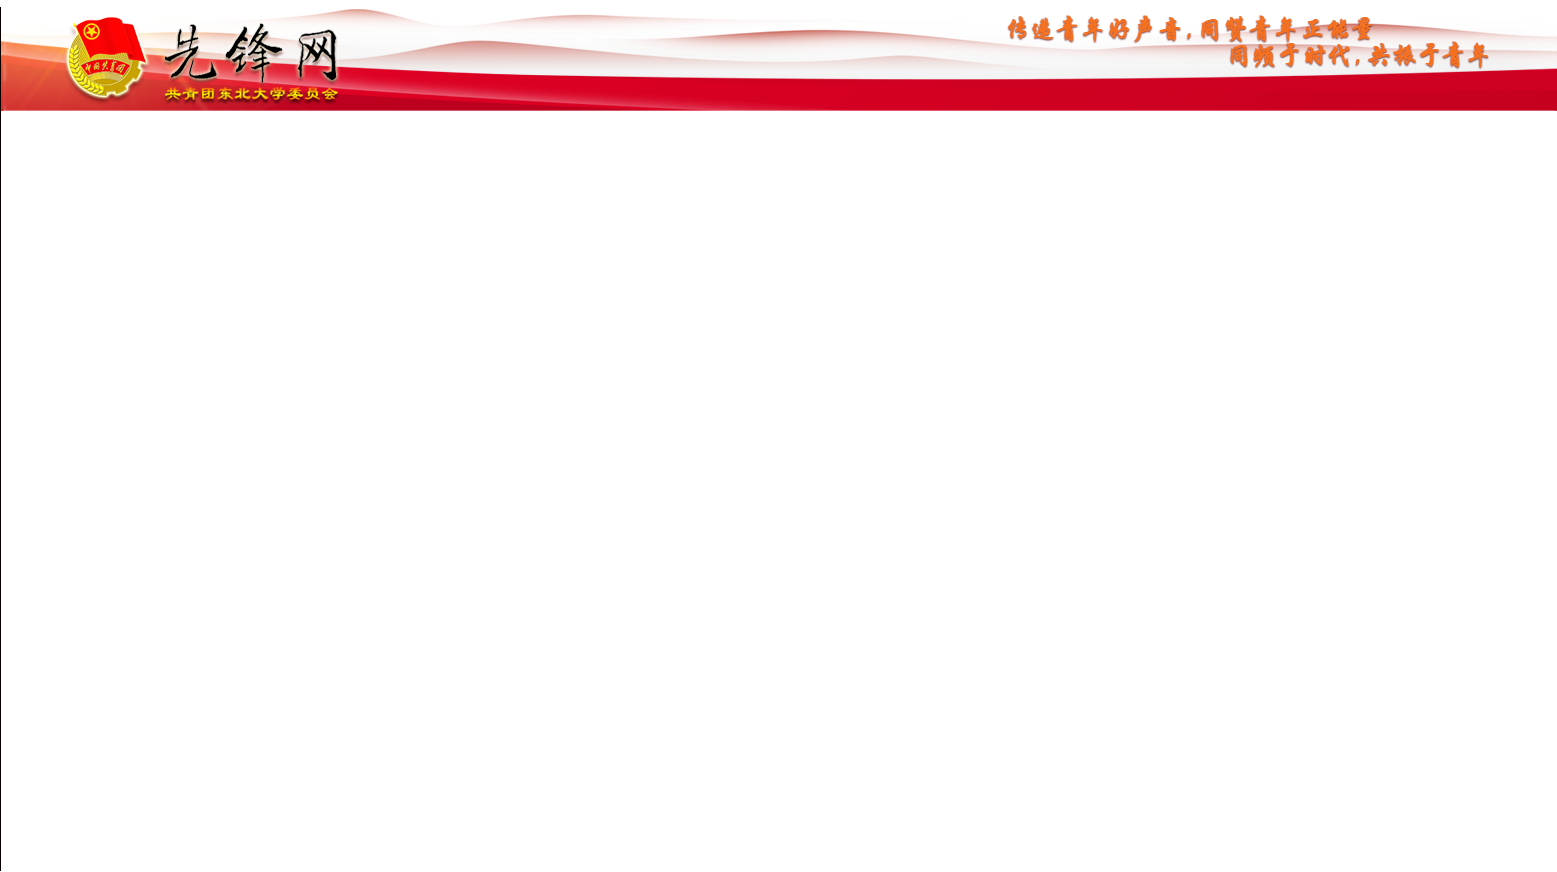 中国共青团
先锋网
共青团东北大学委员会
传递青年好声音，同赞青年正能量
同频于时代，共振于青年